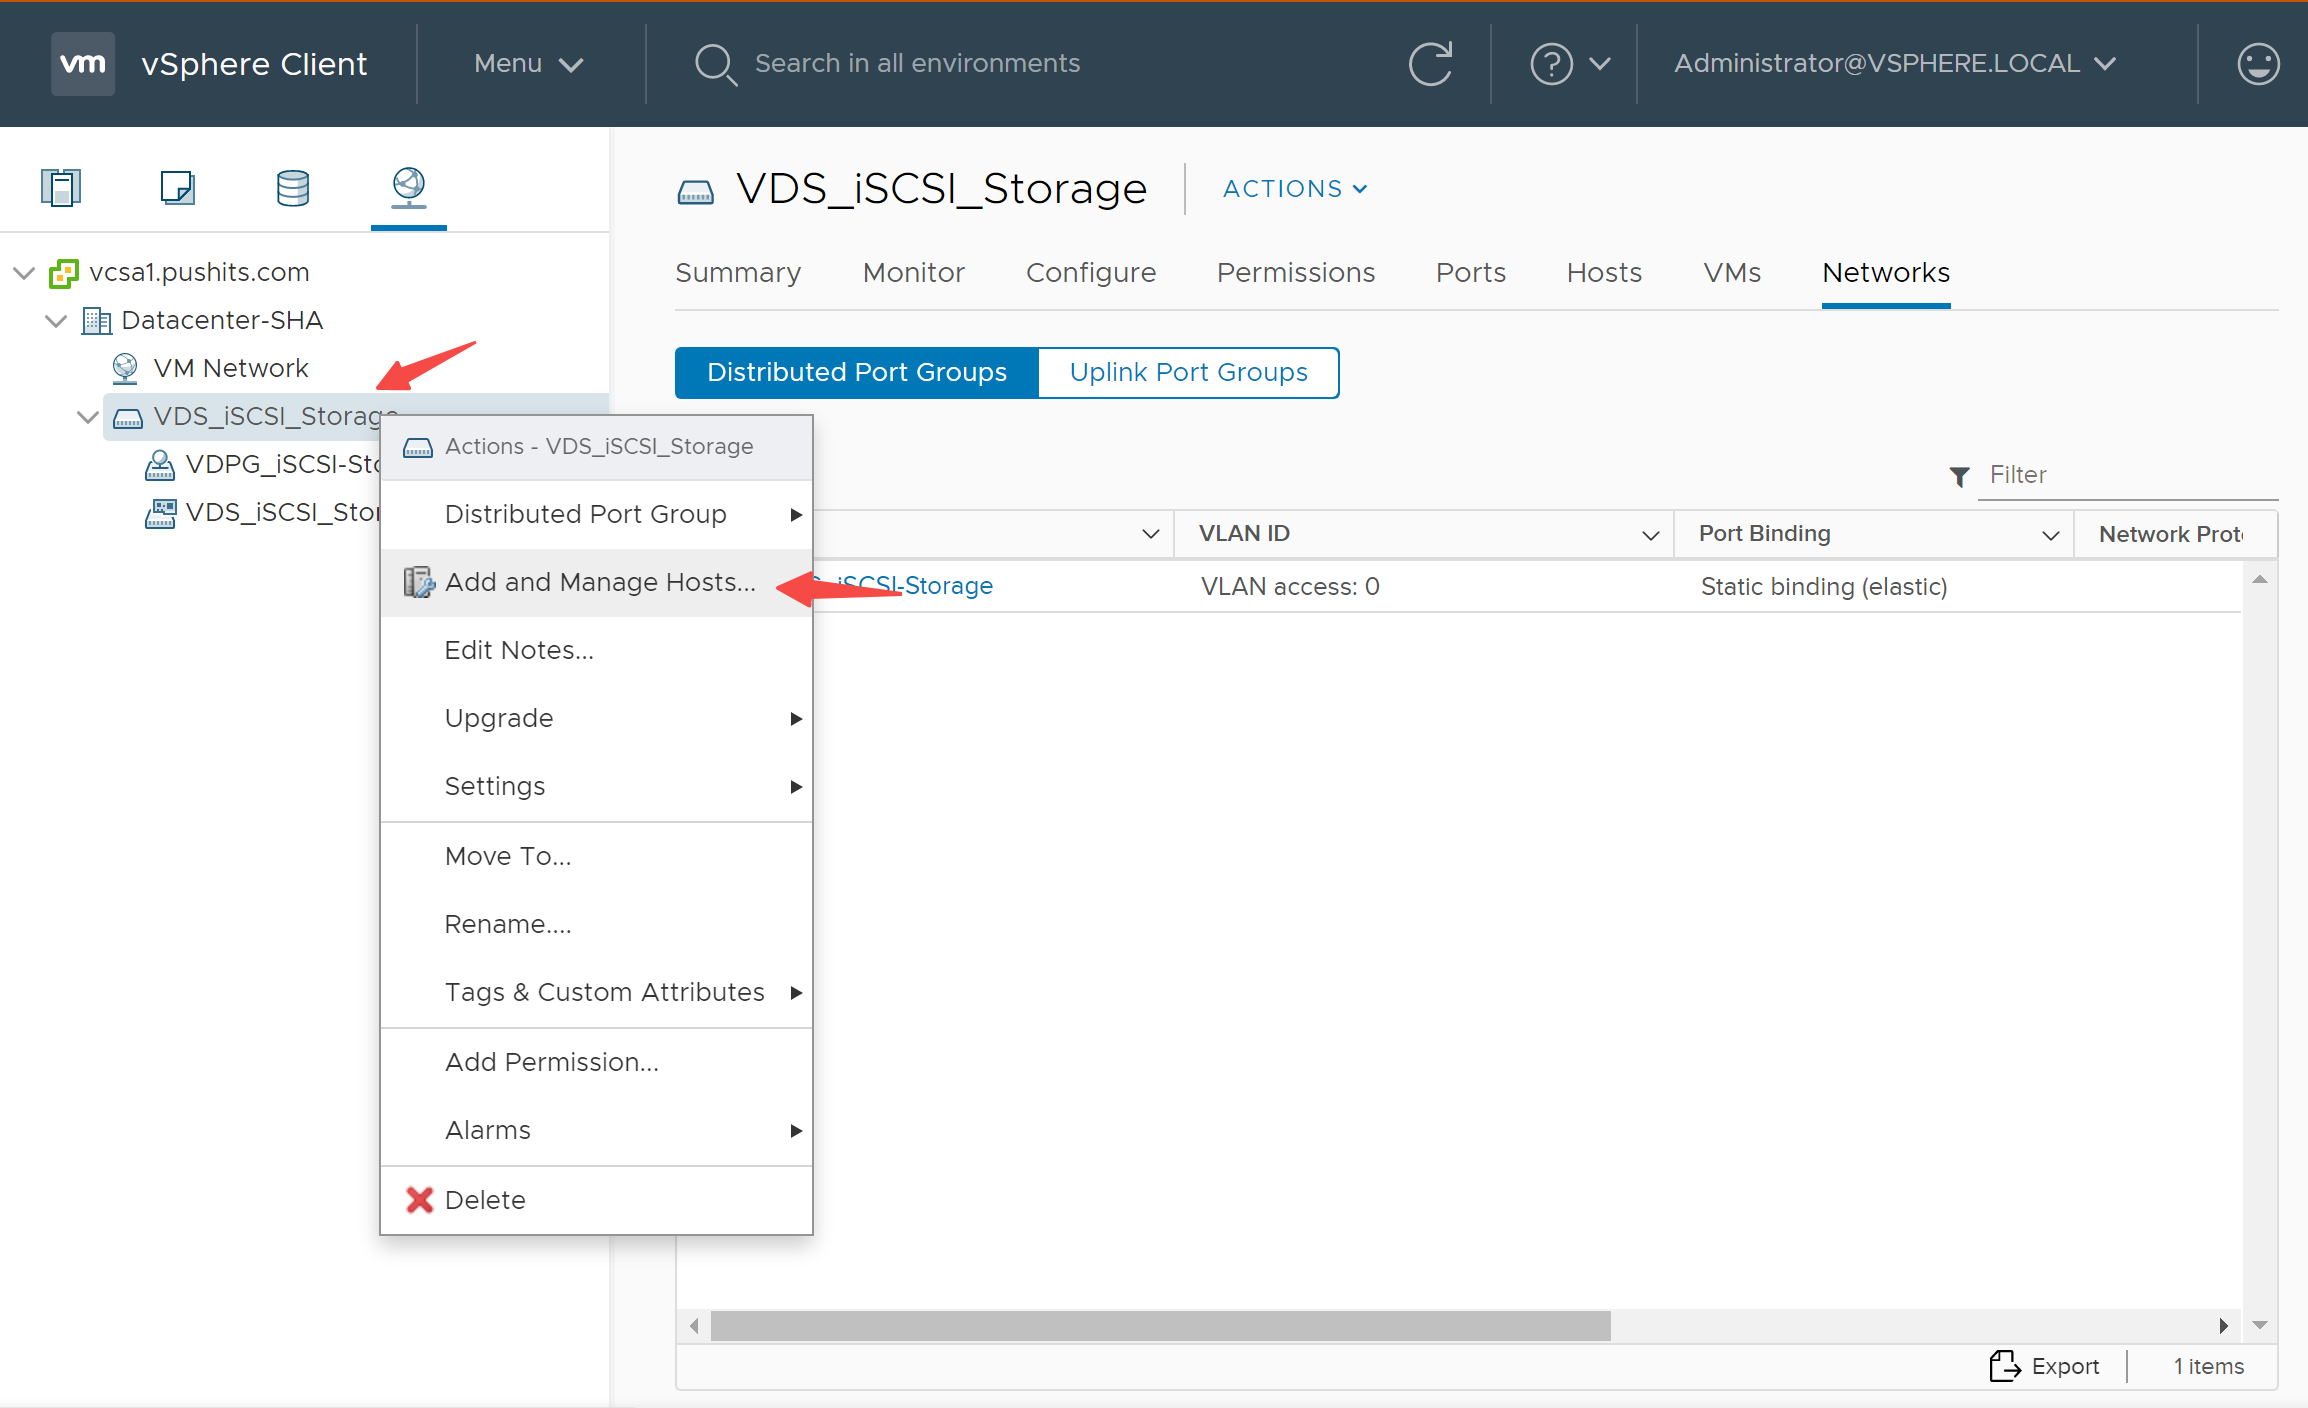 vm vSphere Client Menu Search in all environments ? Administrator@VSPHERE.LOCAL
vcsa1.pushits.com
Datacenter-SHA
VM Network
VDS_iSCSI_Storage
VDPG_iSCSI-Sto
VDS_iSCSI_Stor
VDS_iSCSI_Storage ACTIONS
Summary Monitor Configure Permissions Ports Hosts VMs Networks
Distributed Port Groups Uplink Port Groups
Filter
VLAN ID Port Binding Network Prot
iSCSI-Storage VLAN access: 0 Static binding (elastic)
Export 1 items
Actions - VDS_iSCSI_Storage
Distributed Port Group
Add and Manage Hosts...
Edit Notes...
Upgrade
Settings
Move To...
Rename....
Tags & Custom Attributes
Add Permission...
Alarms
Delete